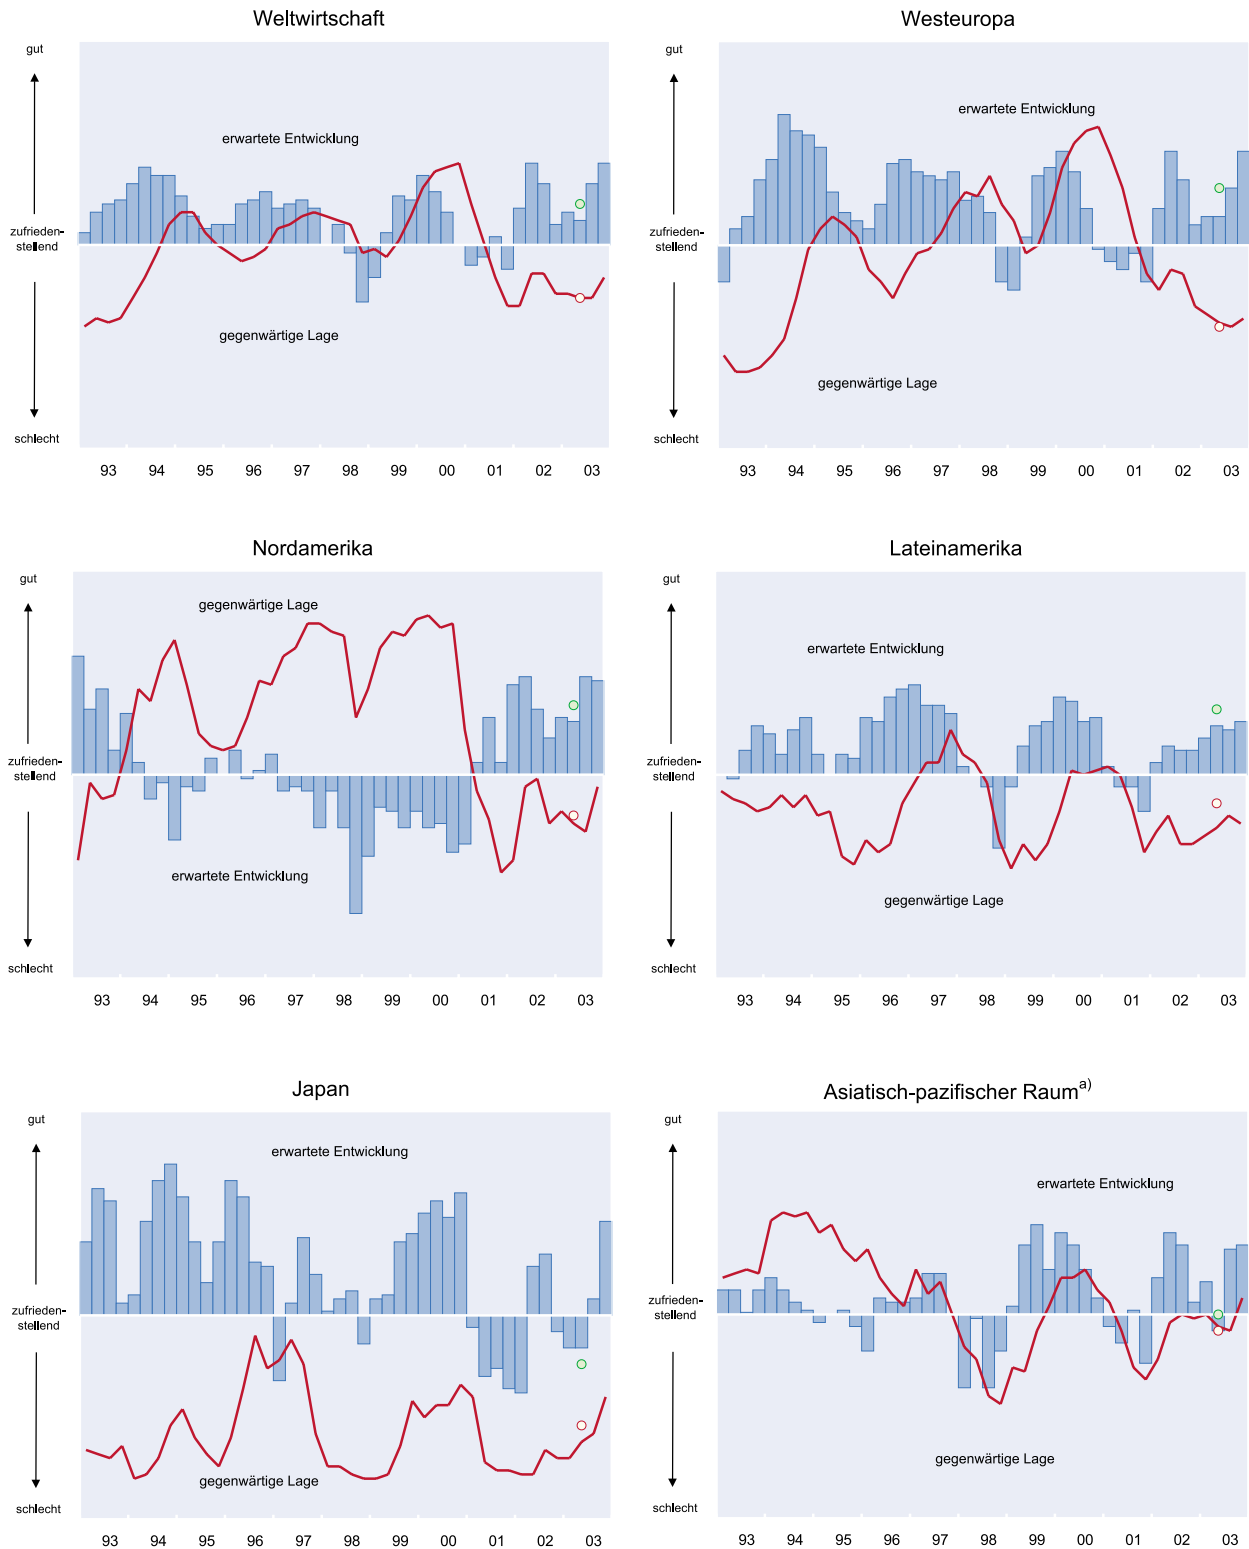 Weltwirtschaft
gut
zufrieden-
stellend
schlecht
erwartete Entwicklung
gegenwärtige Lage
93 94 95 96 97 98 99 00 01 02 03
Westeuropa
gut
zufrieden-
stellend
schlecht
erwartete Entwicklung
gegenwärtige Lage
93 94 95 96 97 98 99 00 01 02 03
Nordamerika
gut
zufrieden-
stellend
schlecht
gegenwärtige Lage
erwartete Entwicklung
93 94 95 96 97 98 99 00 01 02 03
Lateinamerika
gut
zufrieden-
stellend
schlecht
erwartete Entwicklung
gegenwärtige Lage
93 94 95 96 97 98 99 00 01 02 03
Japan
gut
zufrieden-
stellend
schlecht
erwartete Entwicklung
gegenwärtige Lage
93 94 95 96 97 98 99 00 01 02 03
Asiatisch-pazifischer Raum a)
gut
zufrieden-
stellend
schlecht
erwartete Entwicklung
gegenwärtige Lage
93 94 95 96 97 98 99 00 01 02 03